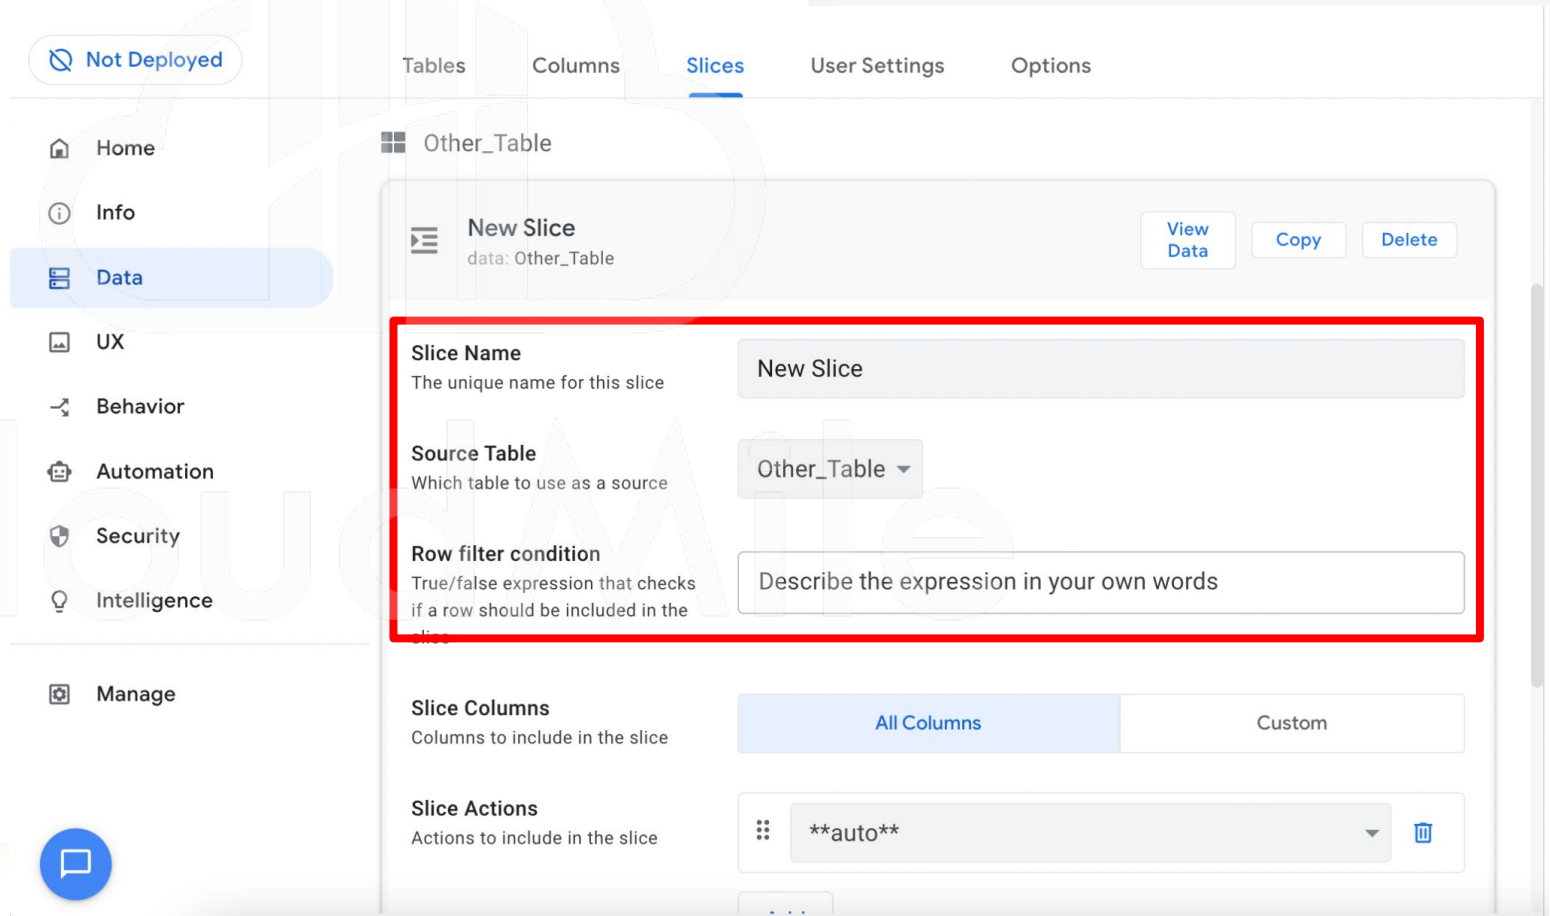 Not Deployed
Tables Columns Slices User Settings Options
Home
Info
Data
UX
Behavior
Automation
Security
Intelligence
Manage
Other_Table
New Slice
data: Other_Table
View
Data
Copy
Delete
Slice Name
The unique name for this slice
New Slice
Source Table
Which table to use as a source
Other_Table
Row filter condition
True/false expression that checks
if a row should be included in the
slice
Describe the expression in your own words
Slice Columns
Columns to include in the slice
All Columns
Custom
Slice Actions
Actions to include in the slice
**auto**